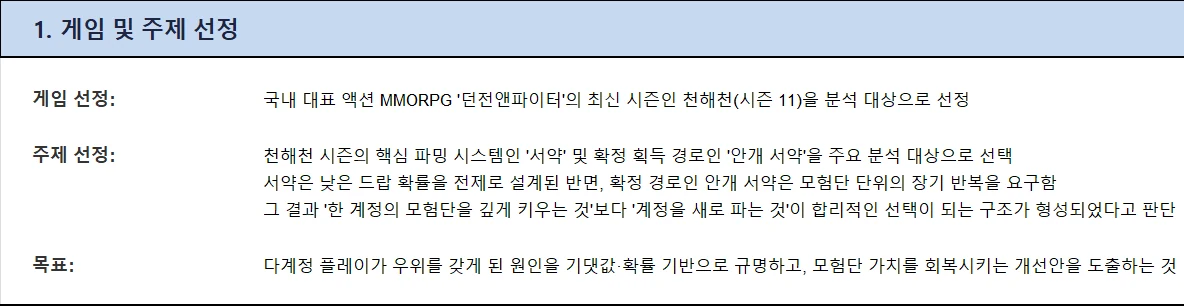 1. 게임 및 주제 선정
게임 선정: 국내 대표 액션 MMORPG '던전앤파이터'의 최신 시즌인 천해천(시즌 11)을 분석 대상으로 선정
주제 선정: 천해천 시즌의 핵심 파밍 시스템인 '서약' 및 확정 획득 경로인 '안개 서약'을 주요 분석 대상으로 선택
서약은 낮은 드랍 확률을 전제로 설계된 반면, 확정 경로인 안개 서약은 모험단 단위의 장기 반복을 요구함
그 결과 '한 계정의 모험단을 깊게 키우는 것'보다 '계정을 새로 파는 것'이 합리적인 선택이 되는 구조가 형성되었다고 판단
목표: 다계정 플레이가 우위를 갖게 된 원인을 기댓값·확률 기반으로 규명하고, 모험단 가치를 회복시키는 개선안을 도출하는 것